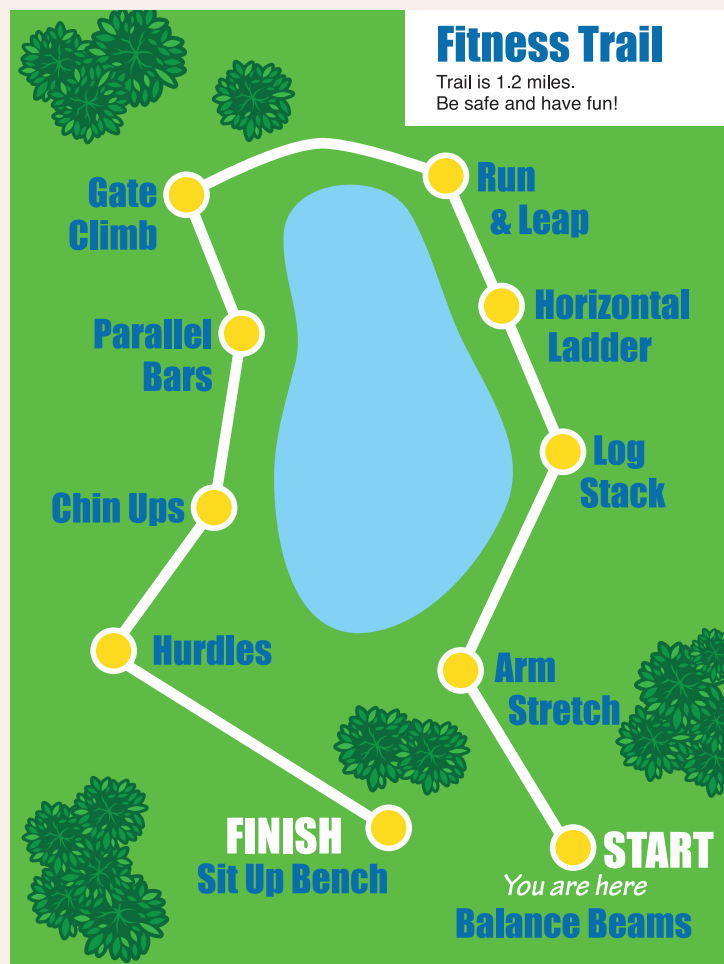 Fitness Trail
Trail is 1.2 miles.
Be safe and have fun!
Gate
Climb
Run
& Leap
Parallel
Bars
Horizontal
Ladder
Chin Ups
Log
Stack
Hurdles
Arm
Stretch
FINISH
Sit Up Bench
START
You are here
Balance Beams